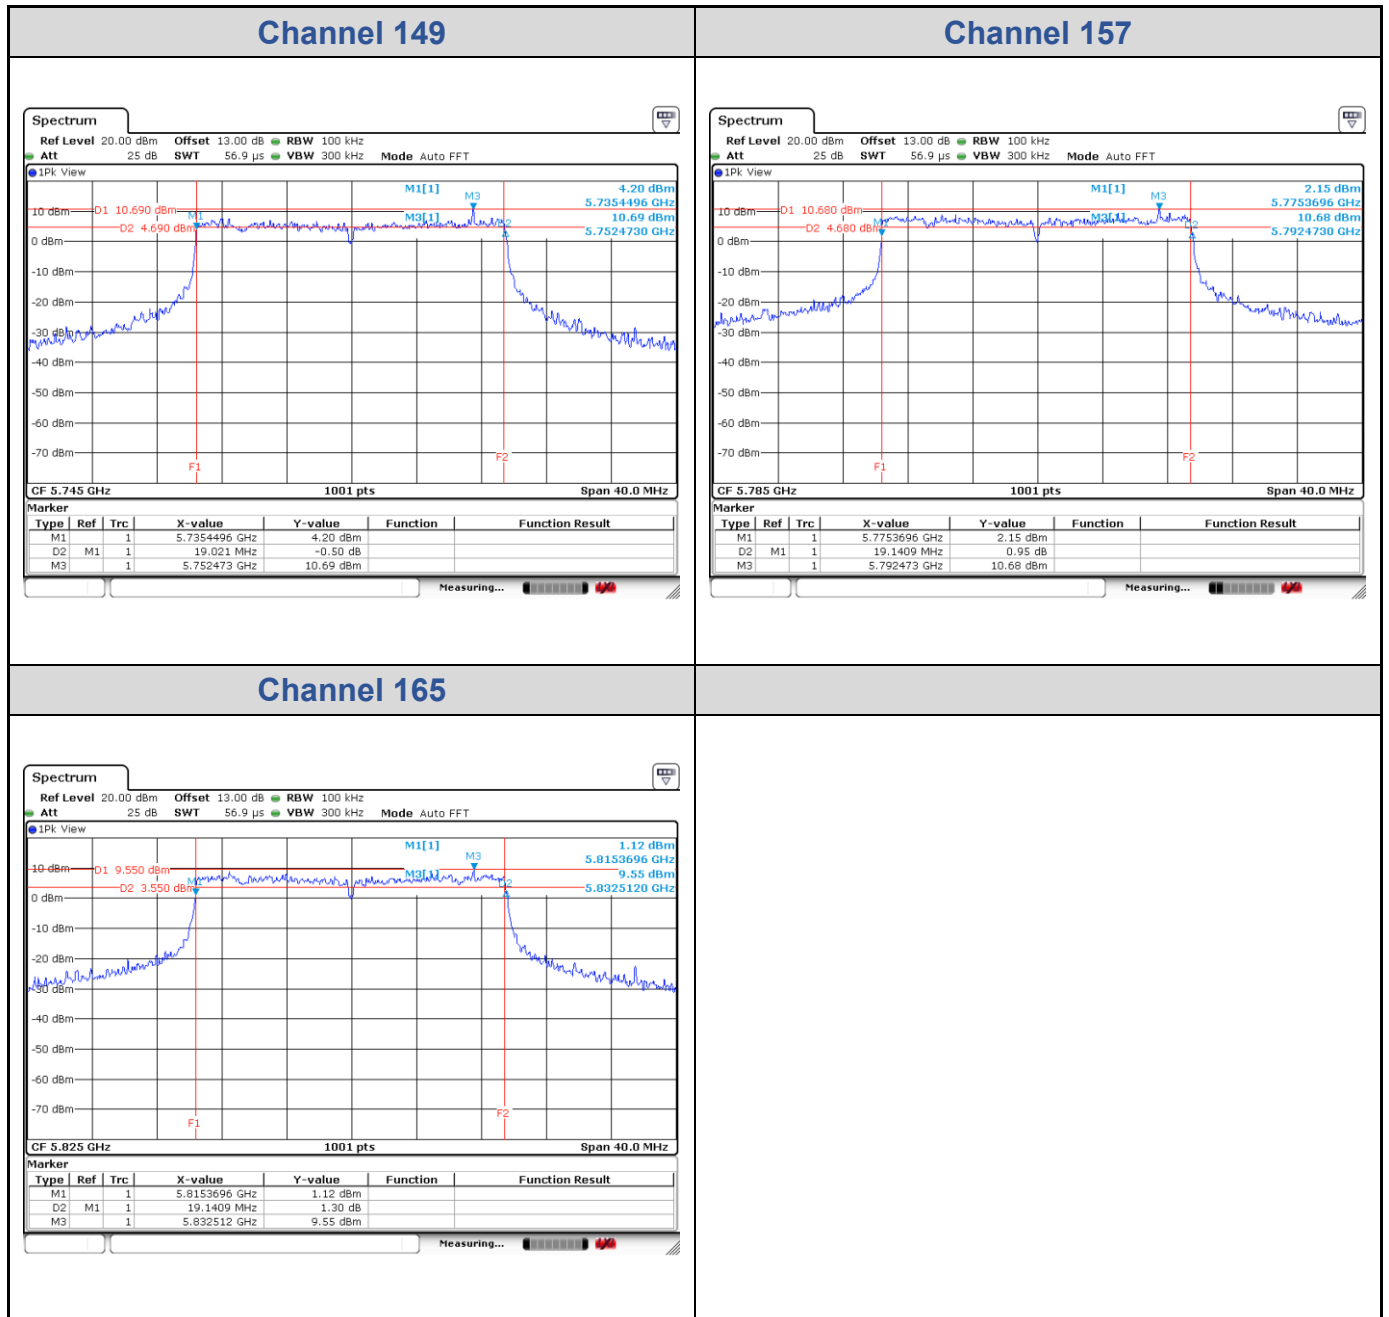 Channel 149
Channel 157
Spectrum
Ref Level 20.00 dBm Offset 13.00 dB RBW 100 kHz
Att 25 dB SWT 56.9 µs VBW 300 kHz Mode Auto FFT
1Pk View
M1[1] 4.20 dBm
5.7354496 GHz
M3[1] 10.69 dBm
5.7524730 GHz
M3
D1 10.690 dBm
M1
D2 4.690 dBm
D2
10 dBm
0 dBm
-10 dBm
-20 dBm
-30 dBm
-40 dBm
-50 dBm
-60 dBm
-70 dBm
F1
F2
CF 5.745 GHz 1001 pts Span 40.0 MHz
Marker
Type Ref Trc X-value Y-value Function Function Result
M1 1 5.7354496 GHz 4.20 dBm
D2 M1 1 19.021 MHz -0.50 dB
M3 1 5.752473 GHz 10.69 dBm
Measuring...
Spectrum
Ref Level 20.00 dBm Offset 13.00 dB RBW 100 kHz
Att 25 dB SWT 56.9 µs VBW 300 kHz Mode Auto FFT
1Pk View
M1[1] 2.15 dBm
5.7753696 GHz
M3[1] 10.68 dBm
5.7924730 GHz
M3
D1 10.680 dBm
M1
D2 4.680 dBm
D2
10 dBm
0 dBm
-10 dBm
-20 dBm
-30 dBm
-40 dBm
-50 dBm
-60 dBm
-70 dBm
F1
F2
CF 5.785 GHz 1001 pts Span 40.0 MHz
Marker
Type Ref Trc X-value Y-value Function Function Result
M1 1 5.7753696 GHz 2.15 dBm
D2 M1 1 19.1409 MHz 0.95 dB
M3 1 5.792473 GHz 10.68 dBm
Measuring...
Channel 165
Spectrum
Ref Level 20.00 dBm Offset 13.00 dB RBW 100 kHz
Att 25 dB SWT 56.9 µs VBW 300 kHz Mode Auto FFT
1Pk View
M1[1] 1.12 dBm
5.8153696 GHz
M3[1] 9.55 dBm
5.8325120 GHz
M3
D1 9.550 dBm
M1
D2 3.550 dBm
D2
10 dBm
0 dBm
-10 dBm
-20 dBm
-30 dBm
-40 dBm
-50 dBm
-60 dBm
-70 dBm
F1
F2
CF 5.825 GHz 1001 pts Span 40.0 MHz
Marker
Type Ref Trc X-value Y-value Function Function Result
M1 1 5.8153696 GHz 1.12 dBm
D2 M1 1 19.1409 MHz 1.30 dB
M3 1 5.832512 GHz 9.55 dBm
Measuring...